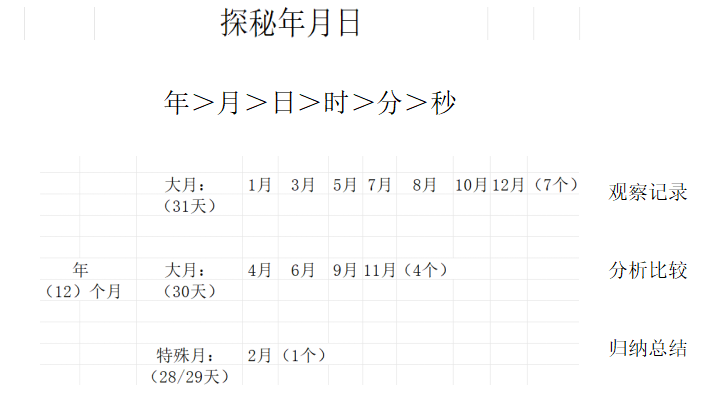 探秘年月日
年＞月＞日＞时＞分＞秒
大月： 1月 3月 5月 7月 8月 10月 12月（7个）
（31天）
观察记录
年 大月： 4月 6月 9月 11月（4个）
（12）个月 （30天）
分析比较
特殊月： 2月（1个）
（28/29天）
归纳总结